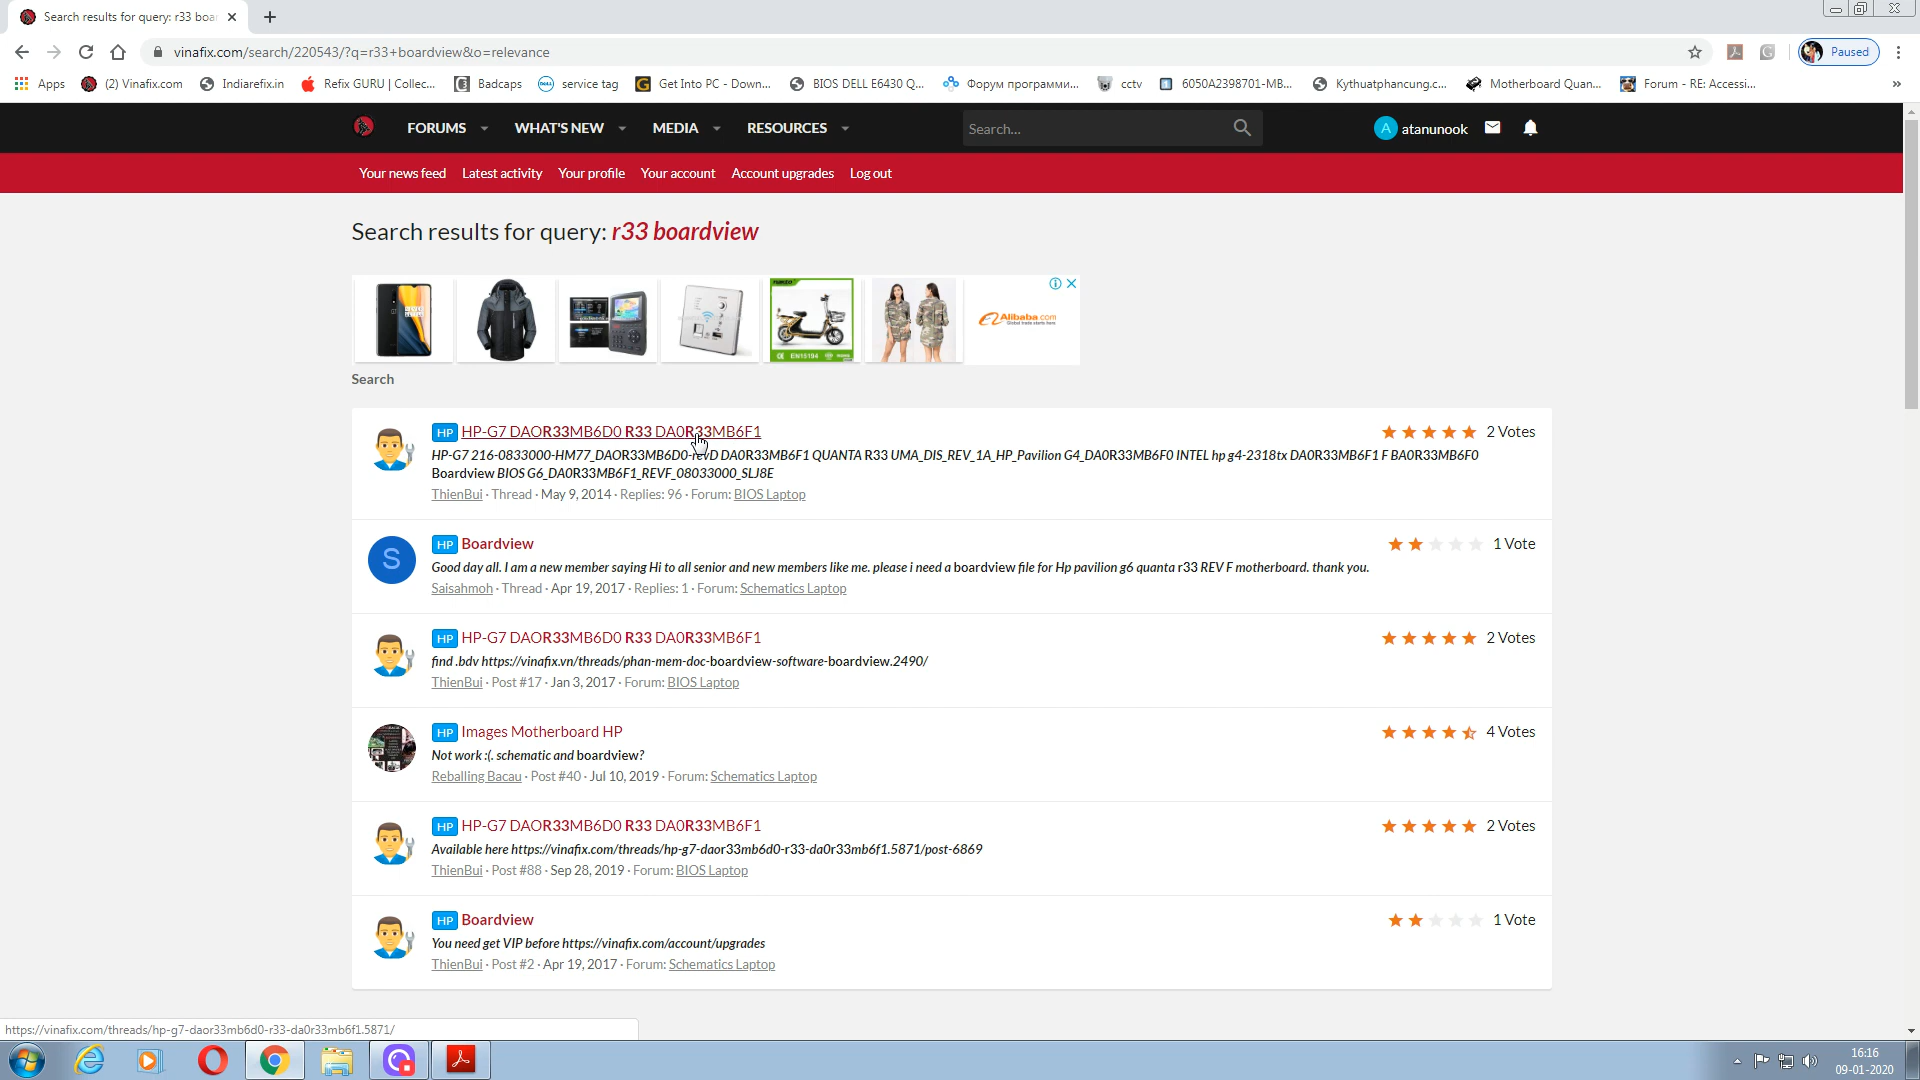 Search results for query: r33 boa
vinafix.com/search/220543/?q=r33+boardview&o=relevance
Paused
Apps
(2) Vinafix.com
Indiarefix.in
Refix GURU | Collec...
Badcaps
service tag
Get Into PC - Down...
BIOS DELL E6430 Q...
Форум программи...
cctv
6050A2398701-MB...
Kythuatphancung.c...
Motherboard Quan...
Forum - RE: Accessi...
»
FORUMS
WHAT'S NEW
MEDIA
RESOURCES
Search...
A atanunook
Your news feed
Latest activity
Your profile
Your account
Account upgrades
Log out
Search results for query: r33 boardview
EN15194
Alibaba.com
Global trade starts here.
Search
HP HP-G7 DAOR33MB6D0 R33 DA0R33MB6F1
2 Votes
HP-G7 216-0833000-HM77_DAOR33MB6D0-revD DA0R33MB6F1 QUANTA R33 UMA_DIS_REV_1A_HP_Pavilion G4_DA0R33MB6F0 INTEL hp g4-2318tx DA0R33MB6F1 F BA0R33MB6F0
Boardview BIOS G6_DA0R33MB6F1_REVF_08033000_SLJ8E
ThienBui · Thread · May 9, 2014 · Replies: 96 · Forum: BIOS Laptop
S
HP Boardview
1 Vote
Good day all. I am a new member saying Hi to all senior and new members like me. please i need a boardview file for Hp pavilion g6 quanta r33 REV F motherboard. thank you.
Saisahmoh · Thread · Apr 19, 2017 · Replies: 1 · Forum: Schematics Laptop
HP HP-G7 DAOR33MB6D0 R33 DA0R33MB6F1
2 Votes
find .bdv https://vinafix.vn/threads/phan-mem-doc-boardview-software-boardview.2490/
ThienBui · Post #17 · Jan 3, 2017 · Forum: BIOS Laptop
HP Images Motherboard HP
4 Votes
Not work :(. schematic and boardview?
Reballing Bacau · Post #40 · Jul 10, 2019 · Forum: Schematics Laptop
HP HP-G7 DAOR33MB6D0 R33 DA0R33MB6F1
2 Votes
Available here https://vinafix.com/threads/hp-g7-daor33mb6d0-r33-da0r33mb6f1.5871/post-6869
ThienBui · Post #88 · Sep 28, 2019 · Forum: BIOS Laptop
HP Boardview
1 Vote
You need get VIP before https://vinafix.com/account/upgrades
ThienBui · Post #2 · Apr 19, 2017 · Forum: Schematics Laptop
https://vinafix.com/threads/hp-g7-daor33mb6d0-r33-da0r33mb6f1.5871/
16:16
09-01-2020